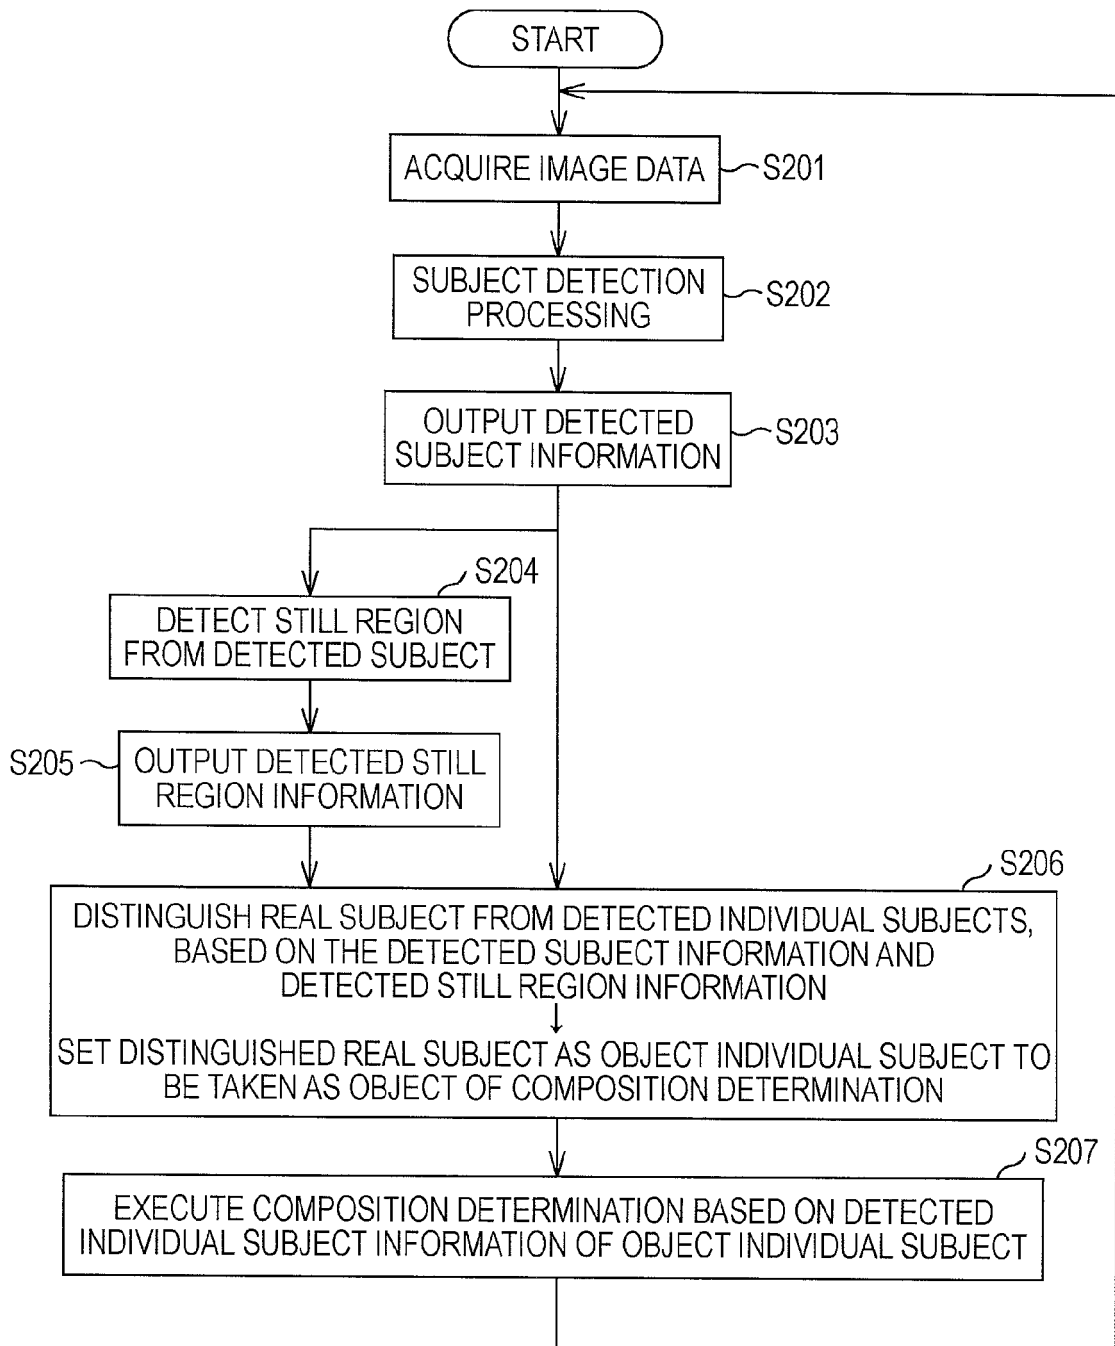 START
ACQUIRE IMAGE DATA
S201
SUBJECT DETECTION
PROCESSING
S202
OUTPUT DETECTED
SUBJECT INFORMATION
S203
S204
DETECT STILL REGION
FROM DETECTED SUBJECT
S205
OUTPUT DETECTED STILL
REGION INFORMATION
S206
DISTINGUISH REAL SUBJECT FROM DETECTED INDIVIDUAL SUBJECTS,
BASED ON THE DETECTED SUBJECT INFORMATION AND
DETECTED STILL REGION INFORMATION
SET DISTINGUISHED REAL SUBJECT AS OBJECT INDIVIDUAL SUBJECT TO
BE TAKEN AS OBJECT OF COMPOSITION DETERMINATION
S207
EXECUTE COMPOSITION DETERMINATION BASED ON DETECTED
INDIVIDUAL SUBJECT INFORMATION OF OBJECT INDIVIDUAL SUBJECT